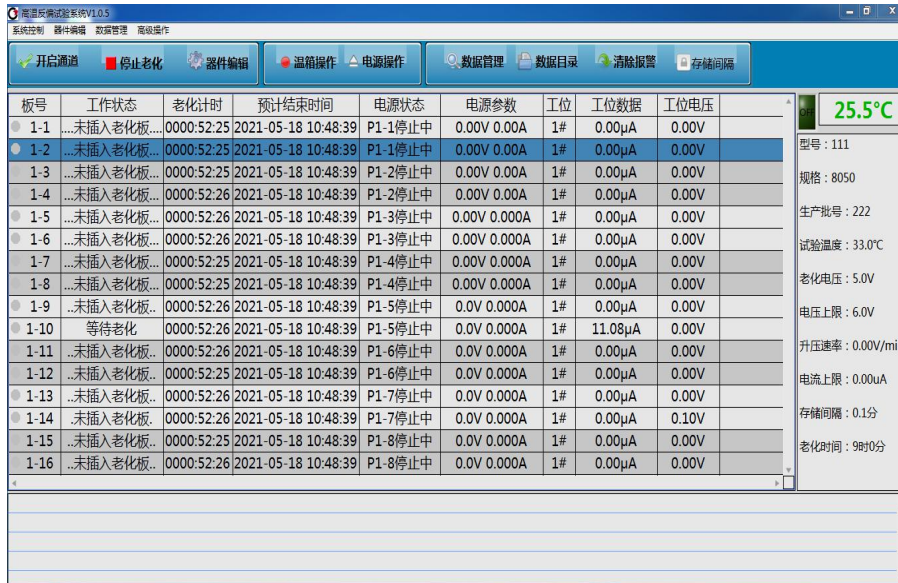 高温反偏试验系统V1.0.5
系统控制 器件编辑 数据管理 高级操作
开启通道 停止老化 器件编辑 温箱操作 电源操作 数据管理 数据目录 清除报警 存储间隔
板号 工作状态 老化计时 预计结束时间 电源状态 电源参数 工位 工位数据 工位电压
OFF 25.5°C
1-1 ....未插入老化板.... 0000:52:25 2021-05-18 10:48:39 P1-1停止中 0.00V 0.00A 1# 0.00μA 0.00V
1-2 ...未插入老化板... 0000:52:25 2021-05-18 10:48:39 P1-1停止中 0.00V 0.00A 1# 0.00μA 0.00V
1-3 ...未插入老化板... 0000:52:25 2021-05-18 10:48:39 P1-2停止中 0.00V 0.00A 1# 0.00μA 0.00V
1-4 ...未插入老化板... 0000:52:26 2021-05-18 10:48:39 P1-2停止中 0.00V 0.00A 1# 0.00μA 0.00V
1-5 ...未插入老化板... 0000:52:26 2021-05-18 10:48:39 P1-3停止中 0.00V 0.000A 1# 0.00μA 0.00V
1-6 ...未插入老化板... 0000:52:26 2021-05-18 10:48:39 P1-3停止中 0.00V 0.000A 1# 0.00μA 0.00V
1-7 ...未插入老化板... 0000:52:25 2021-05-18 10:48:39 P1-4停止中 0.00V 0.000A 1# 0.00μA 0.00V
1-8 ...未插入老化板... 0000:52:25 2021-05-18 10:48:39 P1-4停止中 0.00V 0.000A 1# 0.00μA 0.00V
1-9 ..未插入老化板.. 0000:52:26 2021-05-18 10:48:39 P1-5停止中 0.0V 0.000A 1# 0.00μA 0.00V
1-10 等待老化 0000:52:26 2021-05-18 10:48:39 P1-5停止中 0.0V 0.000A 1# 11.08μA 0.00V
1-11 ..未插入老化板.. 0000:52:26 2021-05-18 10:48:39 P1-6停止中 0.0V 0.000A 1# 0.00μA 0.00V
1-12 ..未插入老化板.. 0000:52:25 2021-05-18 10:48:39 P1-6停止中 0.0V 0.000A 1# 0.00μA 0.00V
1-13 ..未插入老化板.. 0000:52:26 2021-05-18 10:48:39 P1-7停止中 0.0V 0.000A 1# 0.00μA 0.00V
1-14 .未插入老化板. 0000:52:26 2021-05-18 10:48:39 P1-7停止中 0.0V 0.000A 1# 0.00μA 0.10V
1-15 ..未插入老化板.. 0000:52:25 2021-05-18 10:48:39 P1-8停止中 0.0V 0.000A 1# 0.00μA 0.00V
1-16 ..未插入老化板.. 0000:52:26 2021-05-18 10:48:39 P1-8停止中 0.0V 0.000A 1# 0.00μA 0.00V
型号：111
规格：8050
生产批号：222
试验温度：33.0℃
老化电压：5.0V
电压上限：6.0V
升压速率：0.00V/mi
电流上限：0.00uA
存储间隔：0.1分
老化时间：9时0分